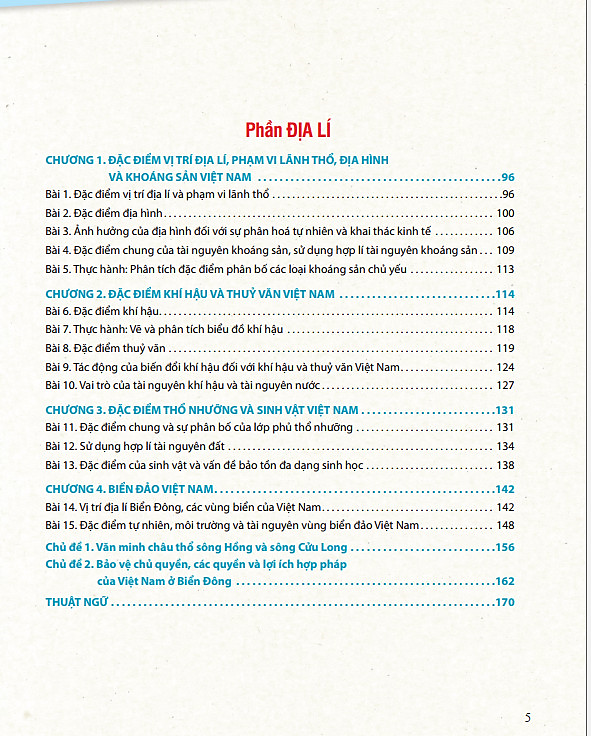 Phần ĐỊA LÍ
CHƯƠNG 1. ĐẶC ĐIỂM VỊ TRÍ ĐỊA LÍ, PHẠM VI LÃNH THỔ, ĐỊA HÌNH
VÀ KHOÁNG SẢN VIỆT NAM ........................................96
Bài 1. Đặc điểm vị trí địa lí và phạm vi lãnh thổ ........................................96
Bài 2. Đặc điểm địa hình........................................ 100
Bài 3. Ảnh hưởng của địa hình đối với sự phân hoá tự nhiên và khai thác kinh tế .......... 106
Bài 4. Đặc điểm chung của tài nguyên khoáng sản, sử dụng hợp lí tài nguyên khoáng sản ... 109
Bài 5. Thực hành: Phân tích đặc điểm phân bố các loại khoáng sản chủ yếu .............. 113
CHƯƠNG 2. ĐẶC ĐIỂM KHÍ HẬU VÀ THUỶ VĂN VIỆT NAM ..........................114
Bài 6. Đặc điểm khí hậu........................................ 114
Bài 7. Thực hành: Vẽ và phân tích biểu đồ khí hậu ................................ 118
Bài 8. Đặc điểm thuỷ văn ........................................ 119
Bài 9. Tác động của biến đổi khí hậu đối với khí hậu và thuỷ văn Việt Nam................ 124
Bài 10. Vai trò của tài nguyên khí hậu và tài nguyên nước............................ 127
CHƯƠNG 3. ĐẶC ĐIỂM THỔ NHƯỠNG VÀ SINH VẬT VIỆT NAM ......................131
Bài 11. Đặc điểm chung và sự phân bố của lớp phủ thổ nhưỡng ...................... 131
Bài 12. Sử dụng hợp lí tài nguyên đất ........................................ 134
Bài 13. Đặc điểm của sinh vật và vấn đề bảo tồn đa dạng sinh học ..................... 138
CHƯƠNG 4. BIỂN ĐẢO VIỆT NAM........................................142
Bài 14. Vị trí địa lí Biển Đông, các vùng biển của Việt Nam............................ 142
Bài 15. Đặc điểm tự nhiên, môi trường và tài nguyên vùng biển đảo Việt Nam............. 148
Chủ đề 1. Văn minh châu thổ sông Hồng và sông Cửu Long ........................156
Chủ đề 2. Bảo vệ chủ quyền, các quyền và lợi ích hợp pháp
của Việt Nam ở Biển Đông ........................................162
THUẬT NGỮ ........................................170
5